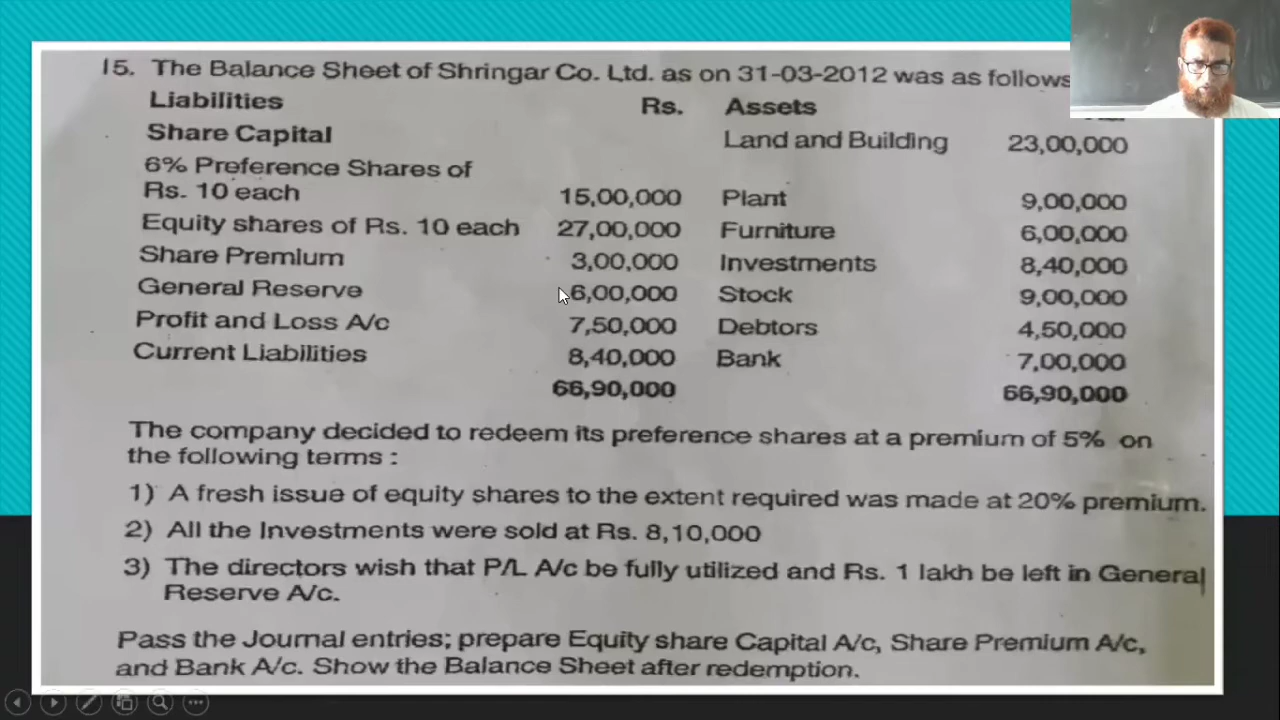 15. The Balance Sheet of Shringar Co. Ltd. as on 31-03-2012 was as follows
Liabilities Rs. Assets
Share Capital Land and Building 23,00,000
6% Preference Shares of
Rs. 10 each 15,00,000 Plant 9,00,000
Equity shares of Rs. 10 each 27,00,000 Furniture 6,00,000
Share Premium 3,00,000 Investments 8,40,000
General Reserve 6,00,000 Stock 9,00,000
Profit and Loss A/c 7,50,000 Debtors 4,50,000
Current Liabilities 8,40,000 Bank 7,00,000
66,90,000 66,90,000
The company decided to redeem its preference shares at a premium of 5% on
the following terms :
1) A fresh issue of equity shares to the extent required was made at 20% premium.
2) All the Investments were sold at Rs. 8,10,000
3) The directors wish that P/L A/c be fully utilized and Rs. 1 lakh be left in General
Reserve A/c.
Pass the Journal entries; prepare Equity share Capital A/c, Share Premium A/c,
and Bank A/c. Show the Balance Sheet after redemption.